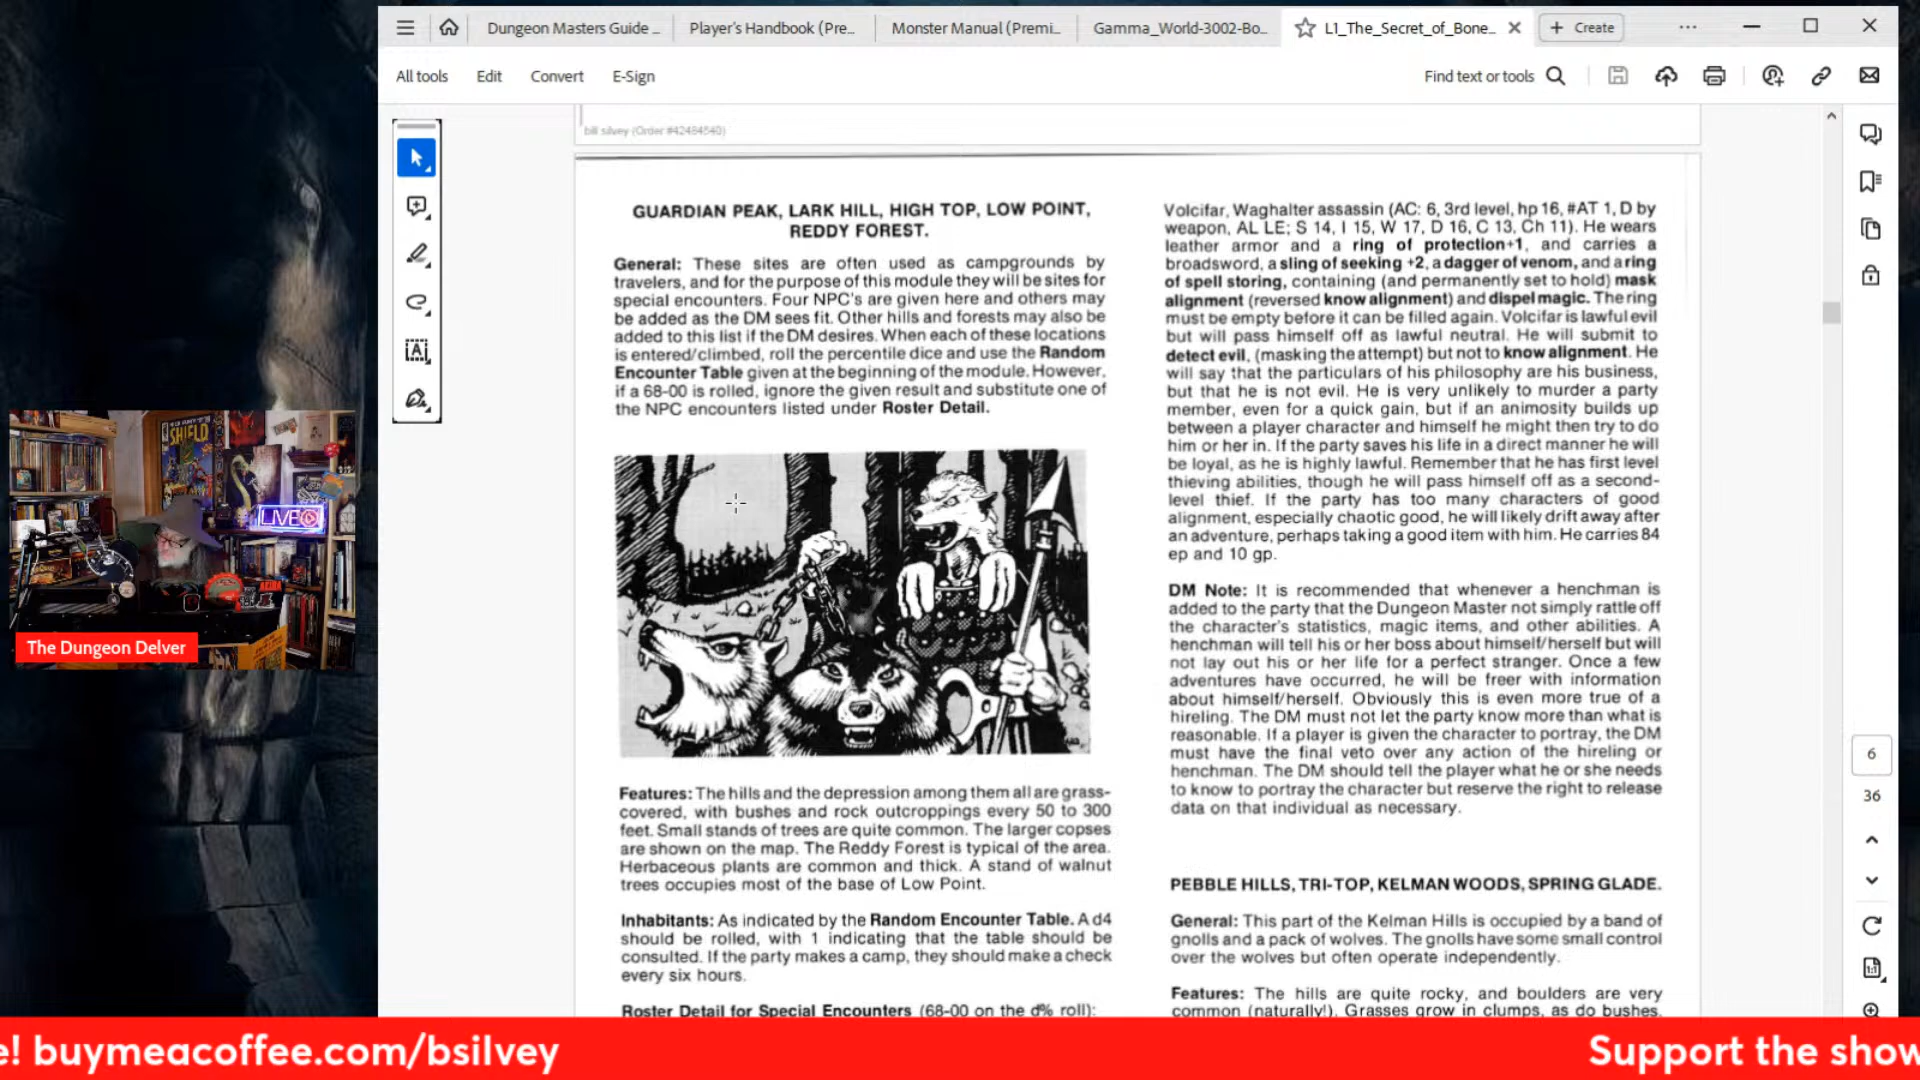 Dungeon Masters Guide ...
Player's Handbook (Pre...
Monster Manual (Premi...
Gamma_World-3002-Bo...
L1_The_Secret_of_Bone...
Create
All tools
Edit
Convert
E-Sign
Find text or tools
bill silvey (Order #42484540)
GUARDIAN PEAK, LARK HILL, HIGH TOP, LOW POINT,
REDDY FOREST.
General: These sites are often used as campgrounds by
travelers, and for the purpose of this module they will be sites for
special encounters. Four NPC's are given here and others may
be added as the DM sees fit. Other hills and forests may also be
added to this list if the DM desires. When each of these locations
is entered/climbed, roll the percentile dice and use the Random
Encounter Table given at the beginning of the module. However,
if a 68-00 is rolled, ignore the given result and substitute one of
the NPC encounters listed under Roster Detail.
Features: The hills and the depression among them all are grass-
covered, with bushes and rock outcroppings every 50 to 300
feet. Small stands of trees are quite common. The larger copses
are shown on the map. The Reddy Forest is typical of the area.
Herbaceous plants are common and thick. A stand of walnut
trees occupies most of the base of Low Point.
Inhabitants: As indicated by the Random Encounter Table. A d4
should be rolled, with 1 indicating that the table should be
consulted. If the party makes a camp, they should make a check
every six hours.
Roster Detail for Special Encounters (68-00 on the d% roll):
Volcifar, Waghalter assassin (AC: 6, 3rd level, hp 16, #AT 1, D by
weapon, AL LE; S 14, I 15, W 17, D 16, C 13, Ch 11). He wears
leather armor and a ring of protection+1, and carries a
broadsword, a sling of seeking +2, a dagger of venom, and a ring
of spell storing, containing (and permanently set to hold) mask
alignment (reversed know alignment) and dispel magic. The ring
must be empty before it can be filled again. Volcifar is lawful evil
but will pass himself off as lawful neutral. He will submit to
detect evil, (masking the attempt) but not to know alignment. He
will say that the particulars of his philosophy are his business,
but that he is not evil. He is very unlikely to murder a party
member, even for a quick gain, but if an animosity builds up
between a player character and himself he might then try to do
him or her in. If the party saves his life in a direct manner he will
be loyal, as he is highly lawful. Remember that he has first level
thieving abilities, though he will pass himself off as a second-
level thief. If the party has too many characters of good
alignment, especially chaotic good, he will likely drift away after
an adventure, perhaps taking a good item with him. He carries 84
ep and 10 gp.
DM Note: It is recommended that whenever a henchman is
added to the party that the Dungeon Master not simply rattle off
the character's statistics, magic items, and other abilities. A
henchman will tell his or her boss about himself/herself but will
not lay out his or her life for a perfect stranger. Once a few
adventures have occurred, he will be freer with information
about himself/herself. Obviously this is even more true of a
hireling. The DM must not let the party know more than what is
reasonable. If a player is given the character to portray, the DM
must have the final veto over any action of the hireling or
henchman. The DM should tell the player what he or she needs
to know to portray the character but reserve the right to release
data on that individual as necessary.
PEBBLE HILLS, TRI-TOP, KELMAN WOODS, SPRING GLADE.
General: This part of the Kelman Hills is occupied by a band of
gnolls and a pack of wolves. The gnolls have some small control
over the wolves but often operate independently.
Features: The hills are quite rocky, and boulders are very
common (naturally!). Grasses grow in clumps, as do bushes.
6
36
SHIELD
LIVE
AKIRA
The Dungeon Delver
e! buymeacoffee.com/bsilvey
Support the show